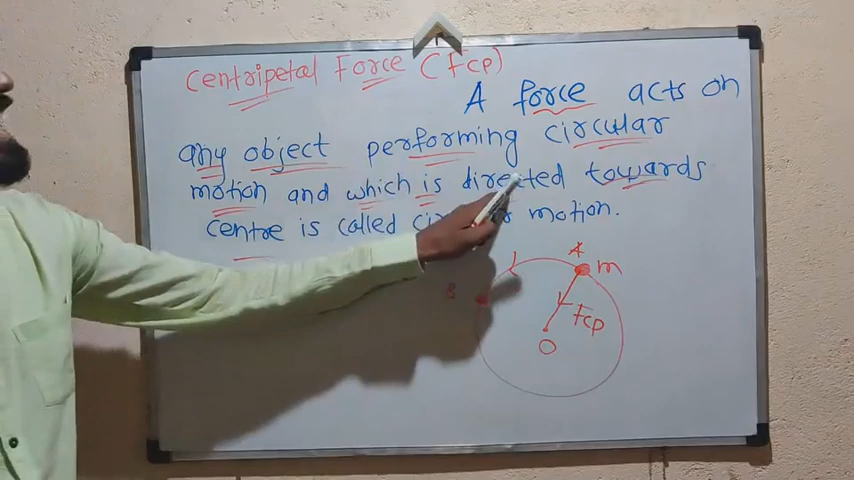 Centripetal Force (Fcp)
A force acts on
any object performing circular
motion and which is directed towards
centre is called motion.
A
m
B
Fcp
O